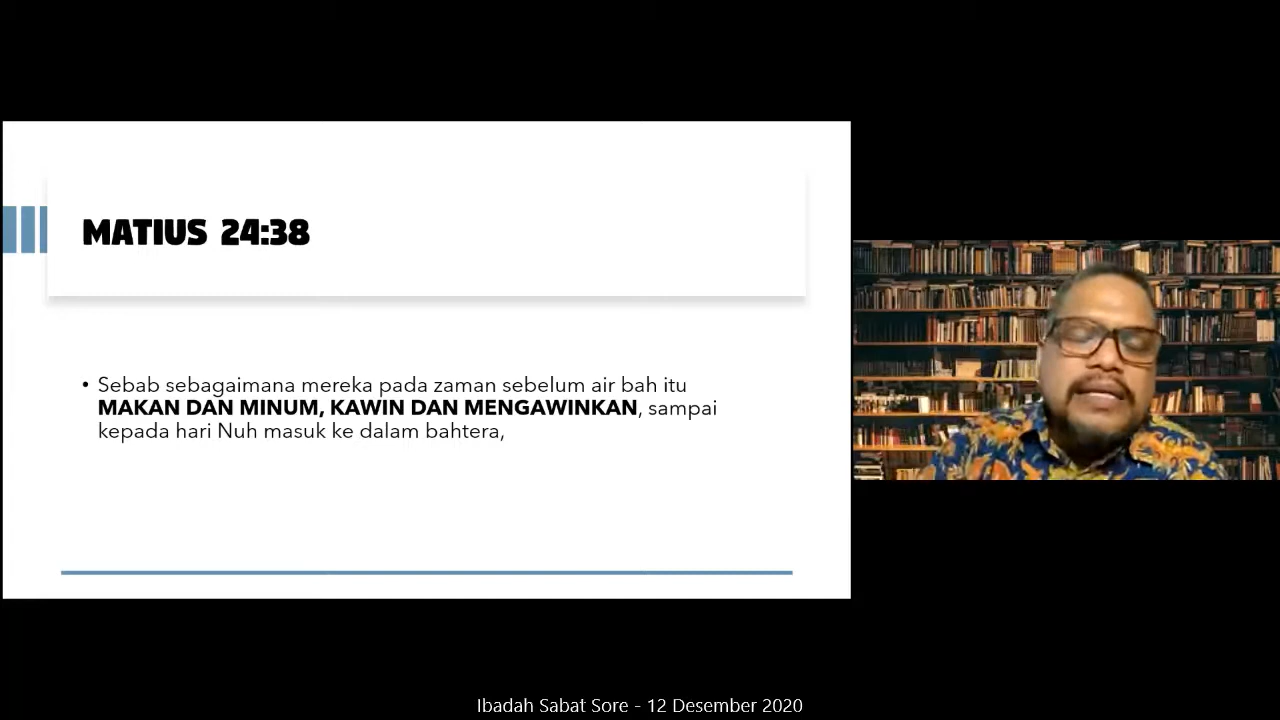 MATIUS 24:38
• Sebab sebagaimana mereka pada zaman sebelum air bah itu
MAKAN DAN MINUM, KAWIN DAN MENGAWINKAN, sampai
kepada hari Nuh masuk ke dalam bahtera,
Ibadah Sabat Sore - 12 Desember 2020